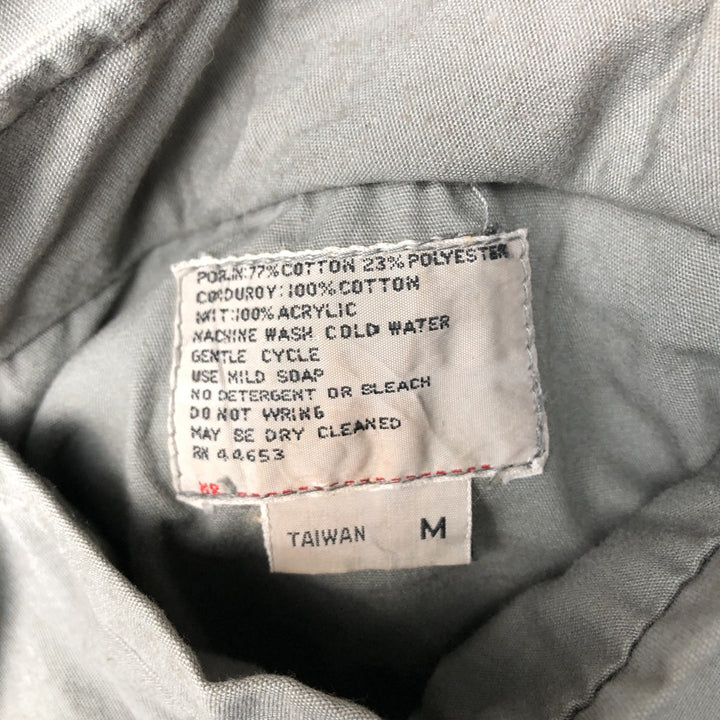 POPLIN: 77% COTTON 23% POLYESTER
CORDUROY: 100% COTTON
KNIT: 100% ACRYLIC
MACHINE WASH COLD WATER
GENTLE CYCLE
USE MILD SOAP
NO DETERGENT OR BLEACH
DO NOT WRING
MAY BE DRY CLEANED
RN 44653
TAIWAN M